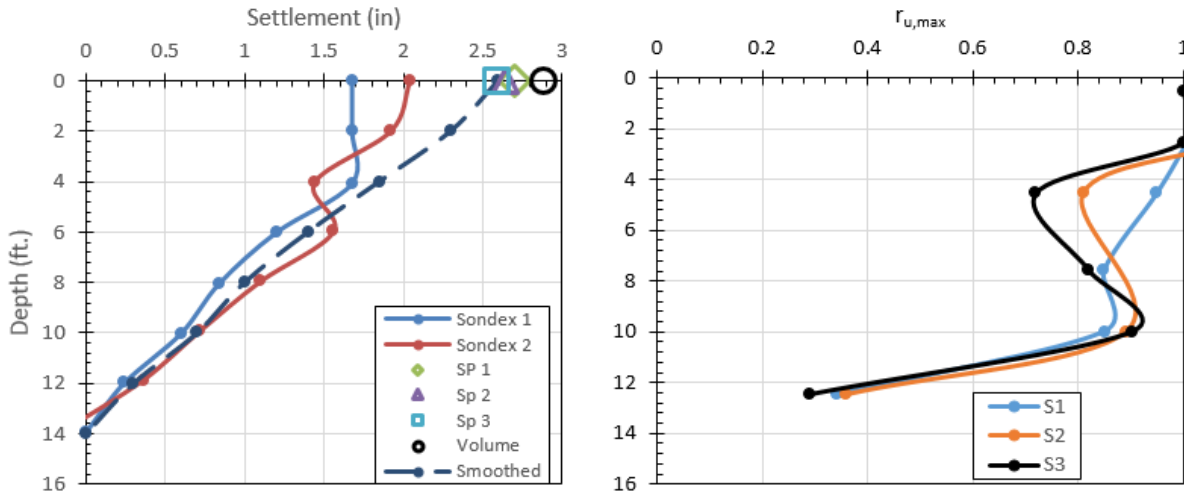 Settlement (in)
0 0.5 1 1.5 2 2.5 3
Depth (ft.)
0
2
4
6
8
10
12
14
16
Sondex 1
Sondex 2
SP 1
Sp 2
Sp 3
Volume
Smoothed
r u,max
0 0.2 0.4 0.6 0.8 1
0
2
4
6
8
10
12
14
16
S1
S2
S3